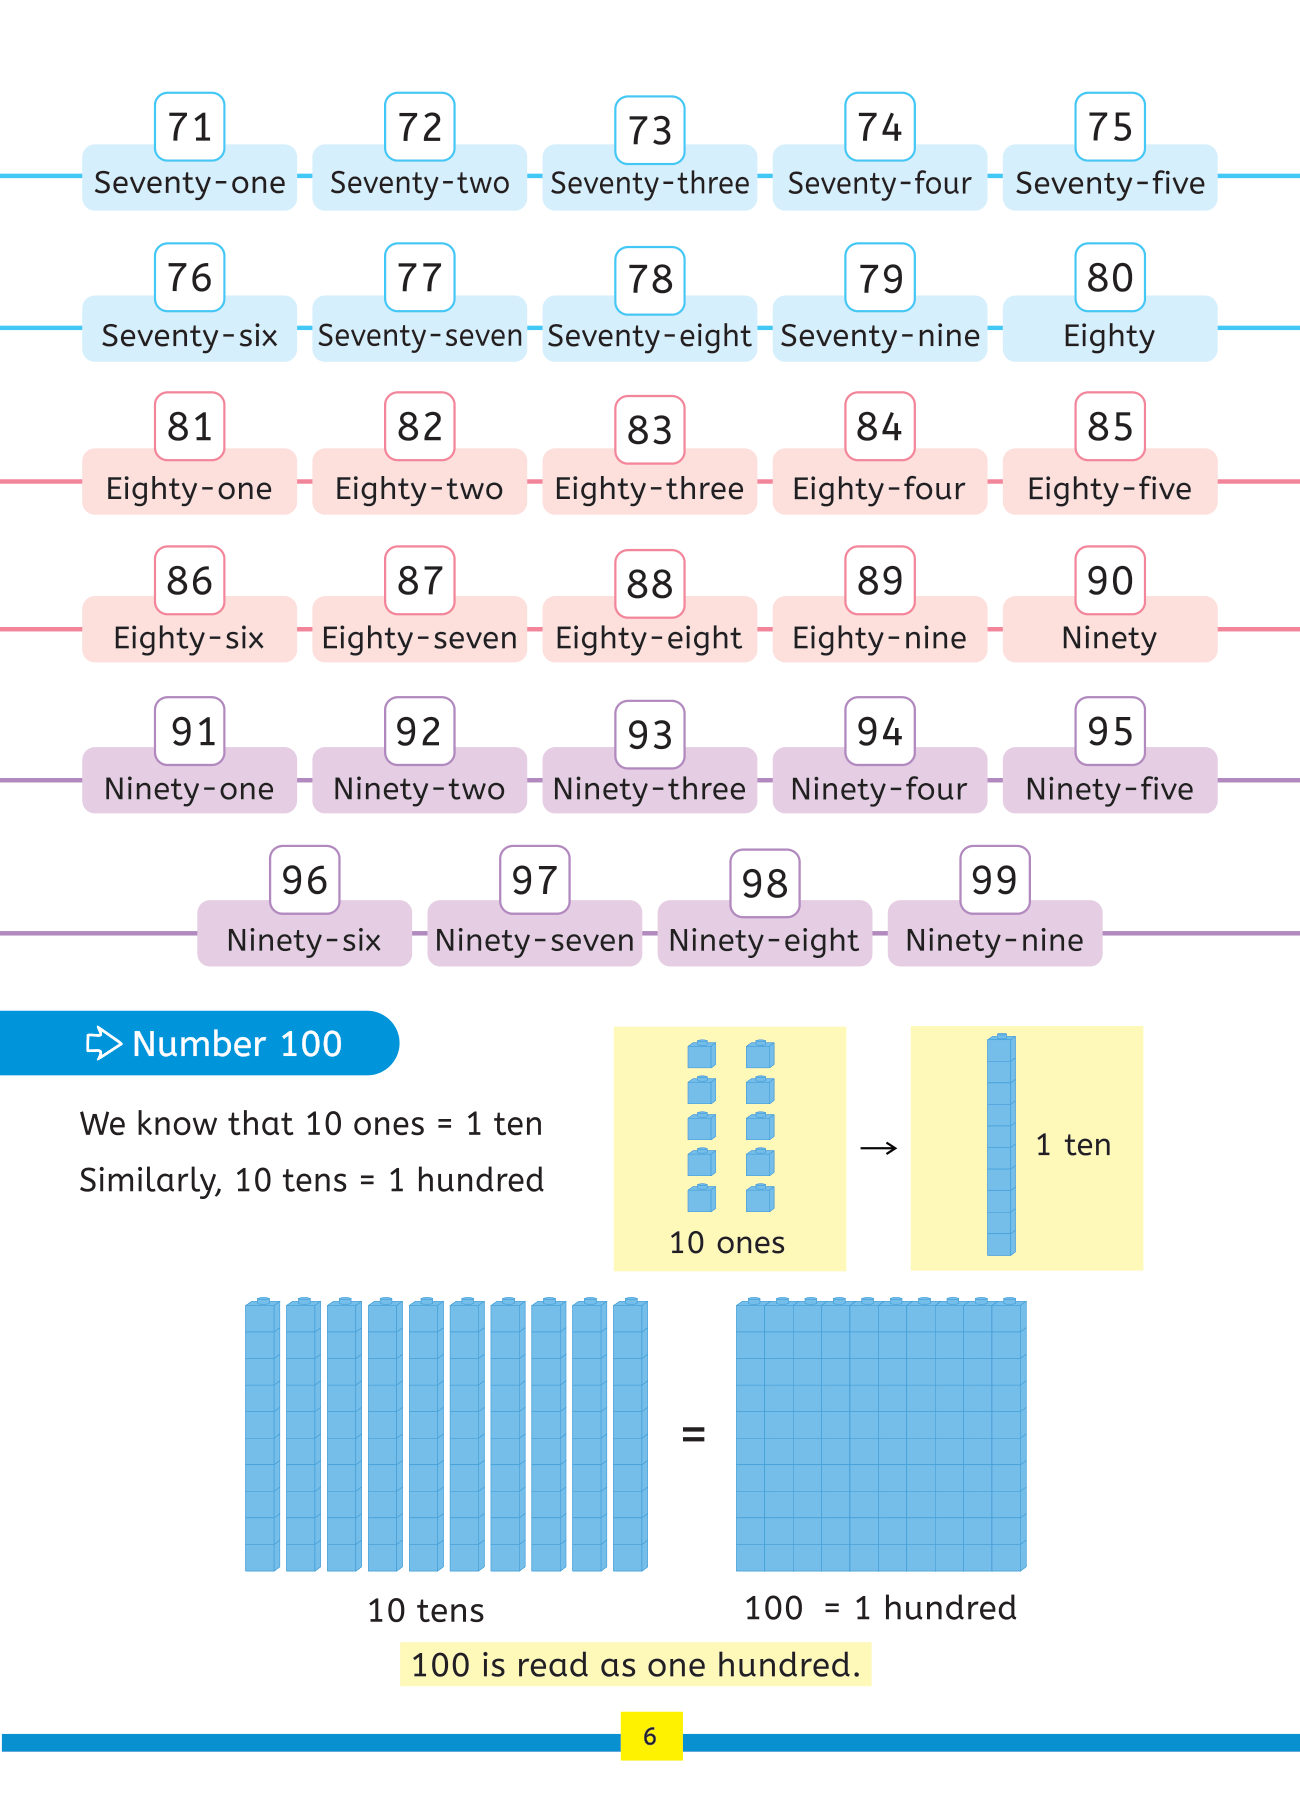 71 72 73 74 75
Seventy-one Seventy-two Seventy-three Seventy-four Seventy-five
76 77 78 79 80
Seventy-six Seventy-seven Seventy-eight Seventy-nine Eighty
81 82 83 84 85
Eighty-one Eighty-two Eighty-three Eighty-four Eighty-five
86 87 88 89 90
Eighty-six Eighty-seven Eighty-eight Eighty-nine Ninety
91 92 93 94 95
Ninety-one Ninety-two Ninety-three Ninety-four Ninety-five
96 97 98 99
Ninety-six Ninety-seven Ninety-eight Ninety-nine
Number 100
We know that 10 ones = 1 ten
Similarly, 10 tens = 1 hundred
10 ones
→
1 ten
=
10 tens
100 = 1 hundred
100 is read as one hundred.
6